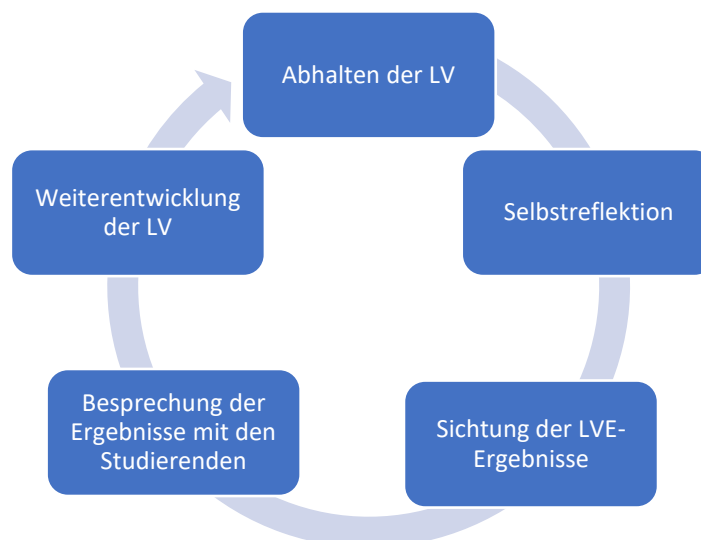 Abhalten der LV
Selbstreflektion
Sichtung der LVE-
Ergebnisse
Besprechung der
Ergebnisse mit den
Studierenden
Weiterentwicklung
der LV